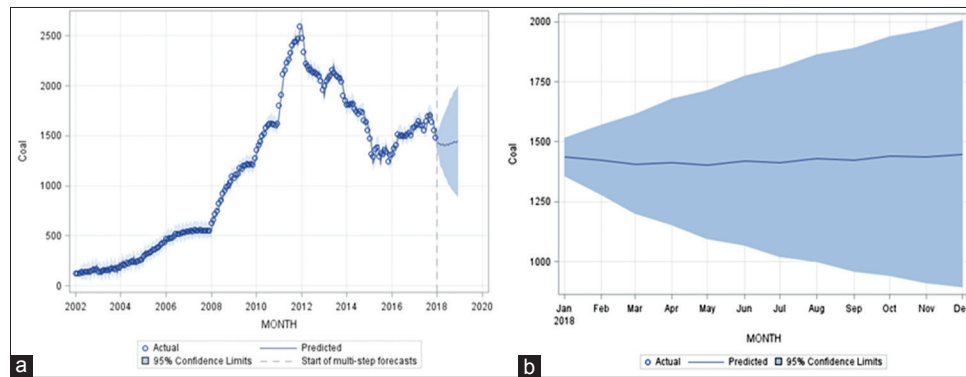 2500
2000
1500
1000
500
0
Coal
2002 2004 2006 2008 2010 2012 2014 2016 2018 2020
MONTH
Actual Predicted
95% Confidence Limits Start of multi-step forecasts
a
2000
1750
1500
1250
1000
Coal
Jan Feb Mar Apr May Jun Jul Aug Sep Oct Nov De
2018
MONTH
Actual Predicted 95% Confidence Limits
b